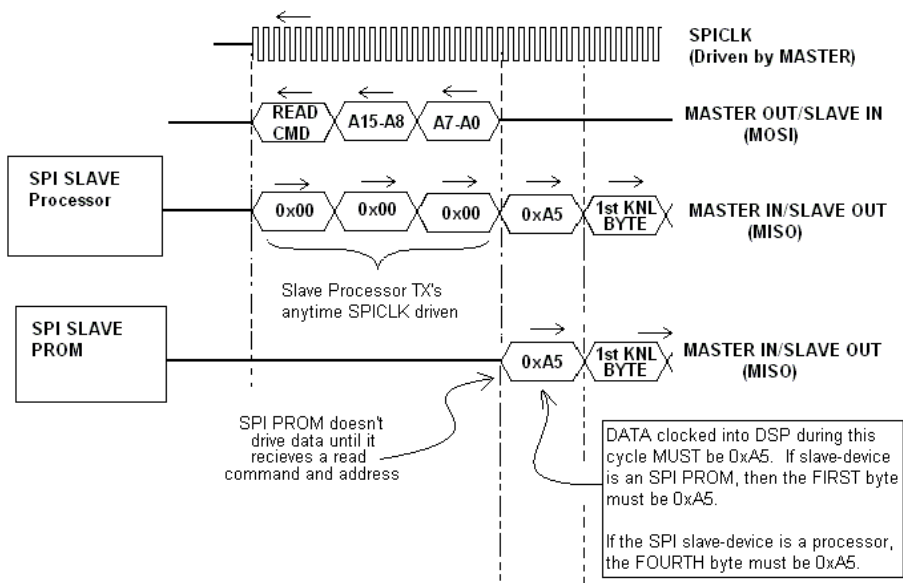 SPICLK
(Driven by MASTER)
READ
CMD
A15-A8
A7-A0
MASTER OUT/SLAVE IN
(MOSI)
SPI SLAVE
Processor
0x00
0x00
0x00
0xA5
1st KNL
BYTE
MASTER IN/SLAVE OUT
(MISO)
Slave Processor TX's
anytime SPICLK driven
SPI SLAVE
PROM
0xA5
1st KNL
BYTE
MASTER IN/SLAVE OUT
(MISO)
SPI PROM doesn't
drive data until it
recieves a read
command and address
DATA clocked into DSP during this
cycle MUST be 0xA5. If slave-device
is an SPI PROM, then the FIRST byte
must be 0xA5.
If the SPI slave-device is a processor,
the FOURTH byte must be 0xA5.